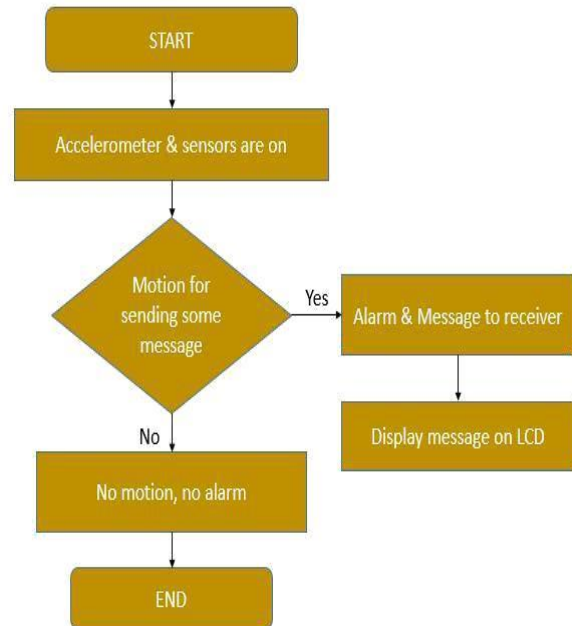 START
Accelerometer & sensors are on
Motion for
sending some
message
Yes
Alarm & Message to receiver
Display message on LCD
No
No motion, no alarm
END